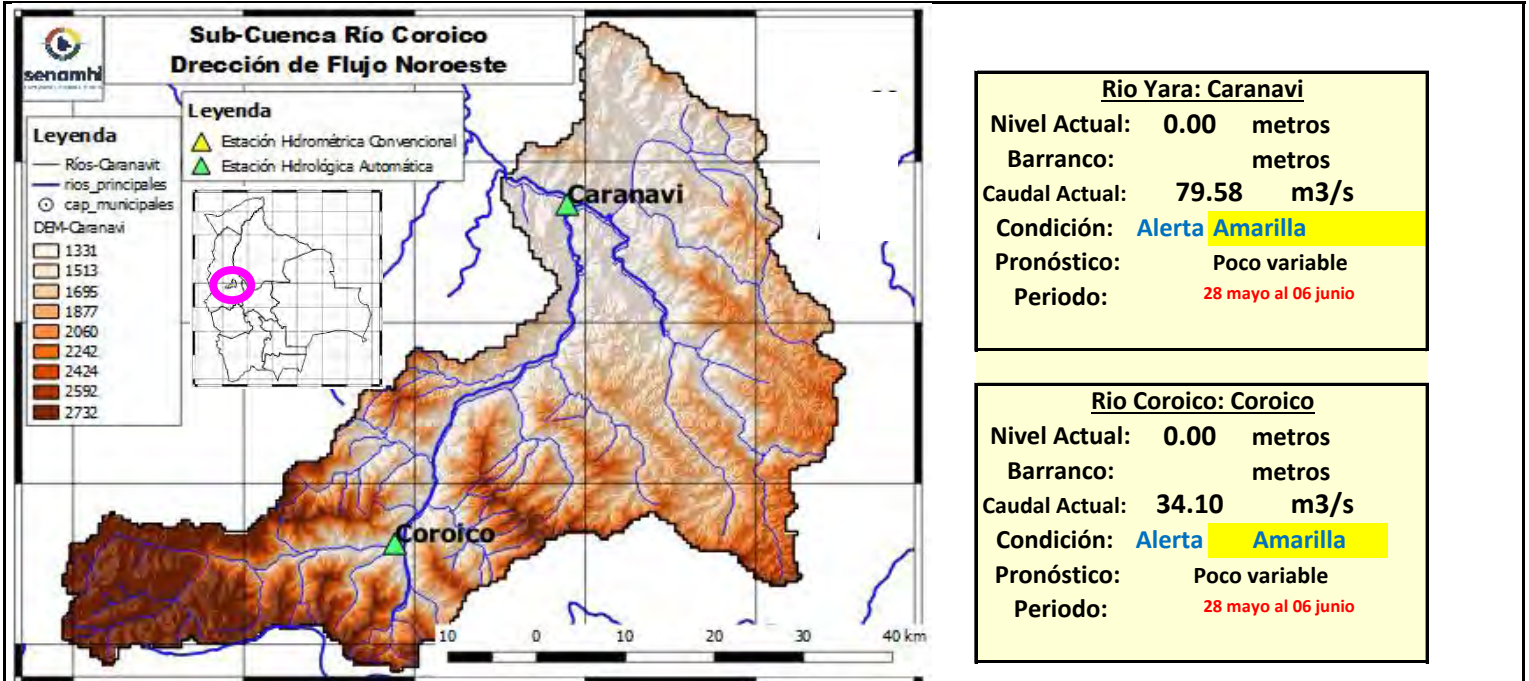 senamhi
Sub-Cuenca Río Coroico
Drección de Flujo Noroeste
Leyenda
Estación Hidrométrica Convencional
Estación Hidrológica Automática
Leyenda
Ríos-Caranavit
rios_principales
cap_municipales
DEM-Caranavi
1331
1513
1695
1877
2060
2242
2424
2592
2732
Caranavi
Coroico
10 0 10 20 30 40 km
Rio Yara: Caranavi
Nivel Actual: 0.00 metros
Barranco: metros
Caudal Actual: 79.58 m3/s
Condición: Alerta Amarilla
Pronóstico: Poco variable
Periodo: 28 mayo al 06 junio
Rio Coroico: Coroico
Nivel Actual: 0.00 metros
Barranco: metros
Caudal Actual: 34.10 m3/s
Condición: Alerta Amarilla
Pronóstico: Poco variable
Periodo: 28 mayo al 06 junio